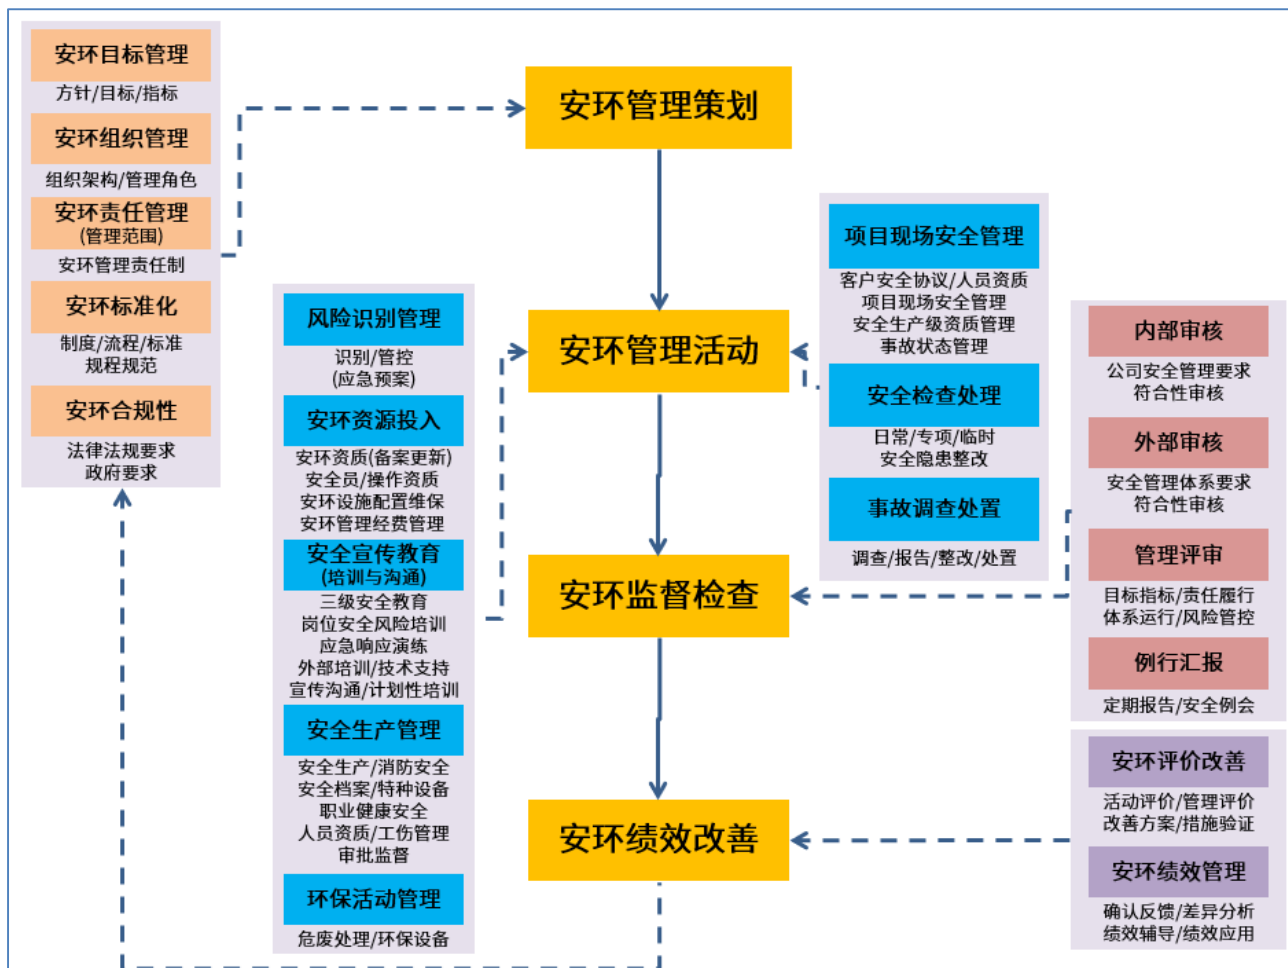 安环目标管理
方针/目标/指标
安环组织管理
组织架构/管理角色
安环责任管理
(管理范围)
安环管理责任制
安环标准化
制度/流程/标准
规程规范
安环合规性
法律法规要求
政府要求
安环管理策划
安环管理活动
安环监督检查
安环绩效改善
风险识别管理
识别/管控
(应急预案)
安环资源投入
安环资质(备案更新)
安全员/操作资质
安环设施配置维保
安环管理经费管理
安全宣传教育
(培训与沟通)
三级安全教育
岗位安全风险培训
应急响应演练
外部培训/技术支持
宣传沟通/计划性培训
安全生产管理
安全生产/消防安全
安全档案/特种设备
职业健康安全
人员资质/工伤管理
审批监督
环保活动管理
危废处理/环保设备
项目现场安全管理
客户安全协议/人员资质
项目现场安全管理
安全生产级资质管理
事故状态管理
安全检查处理
日常/专项/临时
安全隐患整改
事故调查处置
调查/报告/整改/处置
内部审核
公司安全管理要求
符合性审核
外部审核
安全管理体系要求
符合性审核
管理评审
目标指标/责任履行
体系运行/风险管控
例行汇报
定期报告/安全例会
安环评价改善
活动评价/管理评价
改善方案/措施验证
安环绩效管理
确认反馈/差异分析
绩效辅导/绩效应用